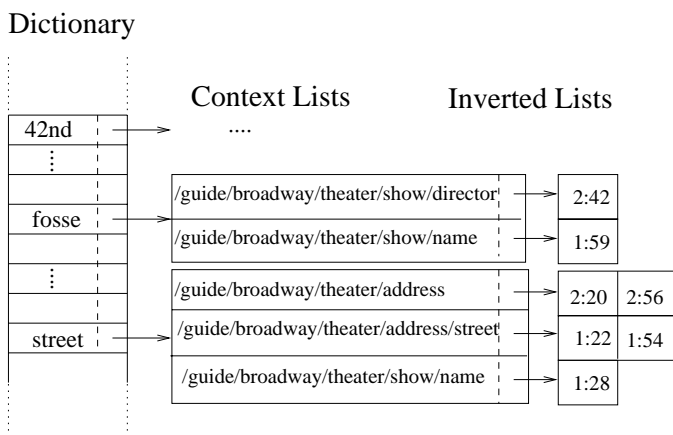 Dictionary
Context Lists Inverted Lists
42nd ....
/guide/broadway/theater/show/director 2:42
fosse /guide/broadway/theater/show/name 1:59
/guide/broadway/theater/address 2:20 2:56
street /guide/broadway/theater/address/street 1:22 1:54
/guide/broadway/theater/show/name 1:28